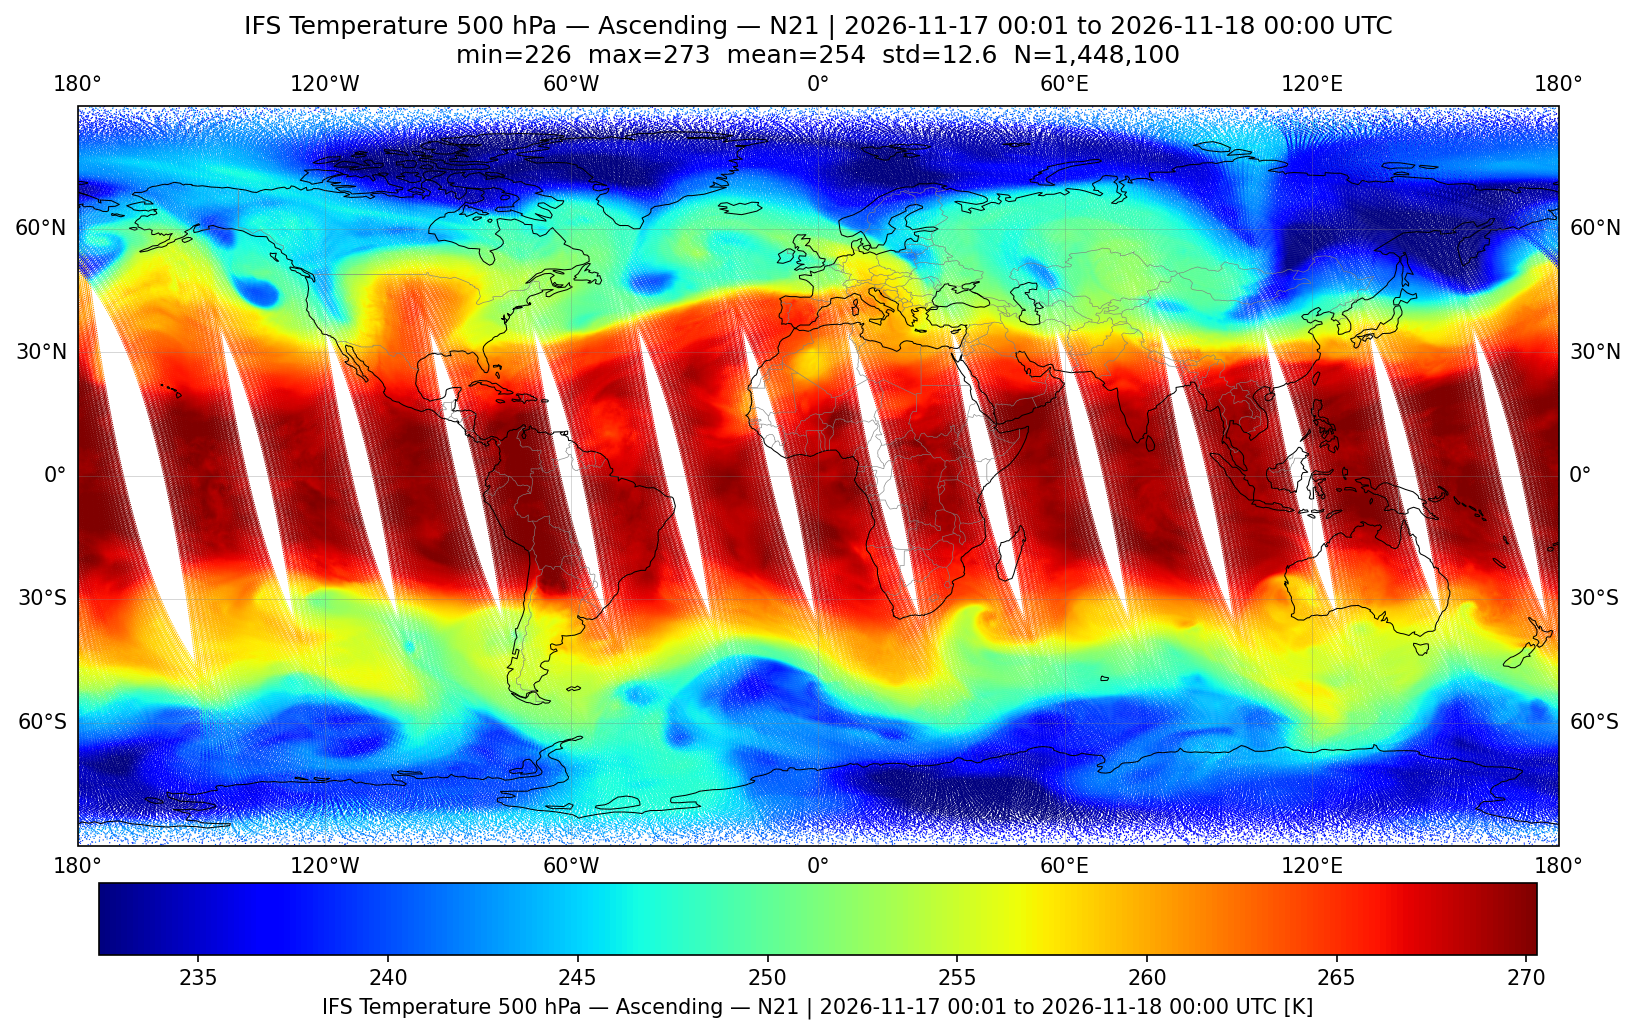 IFS Temperature 500 hPa — Ascending — N21 | 2026-11-17 00:01 to 2026-11-18 00:00 UTC
min=226 max=273 mean=254 std=12.6 N=1,448,100
180° 120°W 60°W 0° 60°E 120°E 180°
60°N 60°N
30°N 30°N
0° 0°
30°S 30°S
60°S 60°S
180° 120°W 60°W 0° 60°E 120°E 180°
235 240 245 250 255 260 265 270
IFS Temperature 500 hPa — Ascending — N21 | 2026-11-17 00:01 to 2026-11-18 00:00 UTC [K]